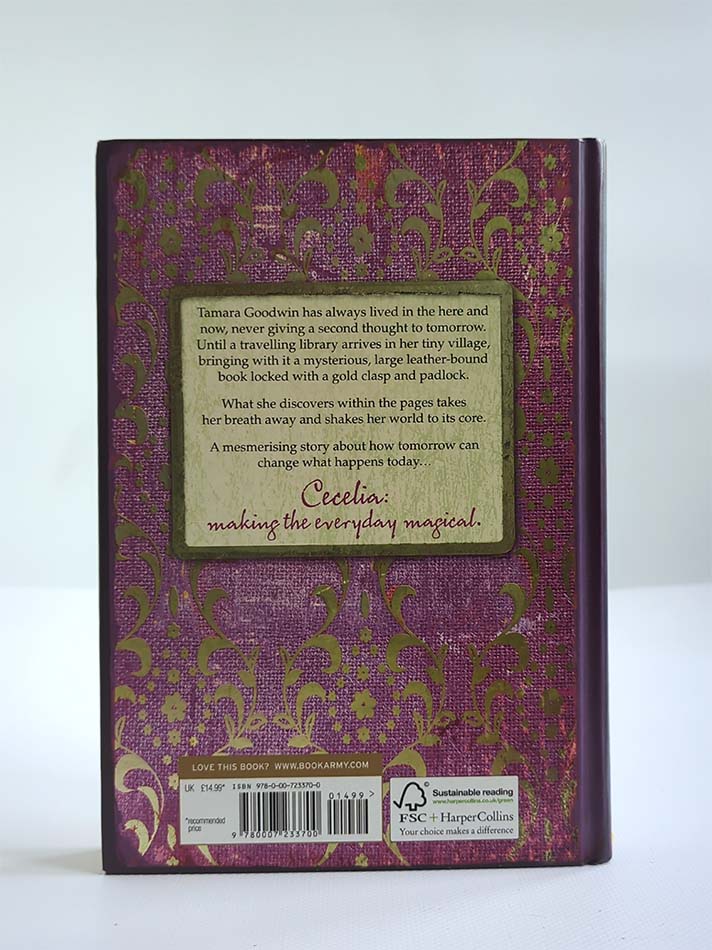 Tamara Goodwin has always lived in the here and
now, never giving a second thought to tomorrow.
Until a travelling library arrives in her tiny village,
bringing with it a mysterious, large leather-bound
book locked with a gold clasp and padlock.
What she discovers within the pages takes
her breath away and shakes her world to its core.
A mesmerising story about how tomorrow can
change what happens today…
Cecelia:
making the everyday magical.
LOVE THIS BOOK? WWW.BOOKARMY.COM
UK £14.99* ISBN 978-0-00-723370-0
01499>
*recommended
price
9 780007 233700
Sustainable reading
www.harpercollins.co.uk/green
FSC + HarperCollins
Your choice makes a difference